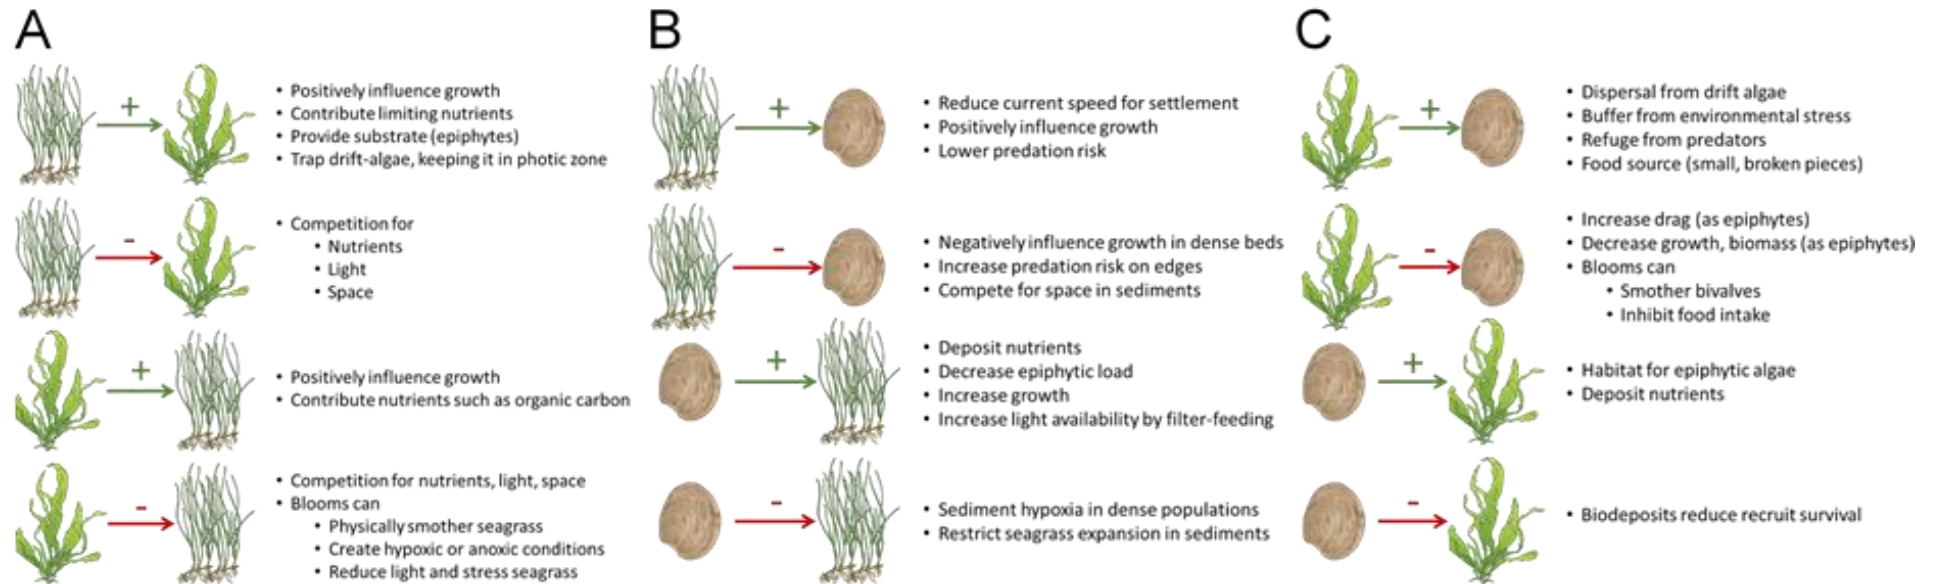 A
+
• Positively influence growth
• Contribute limiting nutrients
• Provide substrate (epiphytes)
• Trap drift-algae, keeping it in photic zone
-
• Competition for
• Nutrients
• Light
• Space
+
• Positively influence growth
• Contribute nutrients such as organic carbon
-
• Competition for nutrients, light, space
• Blooms can
• Physically smother seagrass
• Create hypoxic or anoxic conditions
• Reduce light and stress seagrass
B
+
• Reduce current speed for settlement
• Positively influence growth
• Lower predation risk
-
• Negatively influence growth in dense beds
• Increase predation risk on edges
• Compete for space in sediments
+
• Deposit nutrients
• Decrease epiphytic load
• Increase growth
• Increase light availability by filter-feeding
-
• Sediment hypoxia in dense populations
• Restrict seagrass expansion in sediments
C
+
• Dispersal from drift algae
• Buffer from environmental stress
• Refuge from predators
• Food source (small, broken pieces)
-
• Increase drag (as epiphytes)
• Decrease growth, biomass (as epiphytes)
• Blooms can
• Smother bivalves
• Inhibit food intake
+
• Habitat for epiphytic algae
• Deposit nutrients
-
• Biodeposits reduce recruit survival